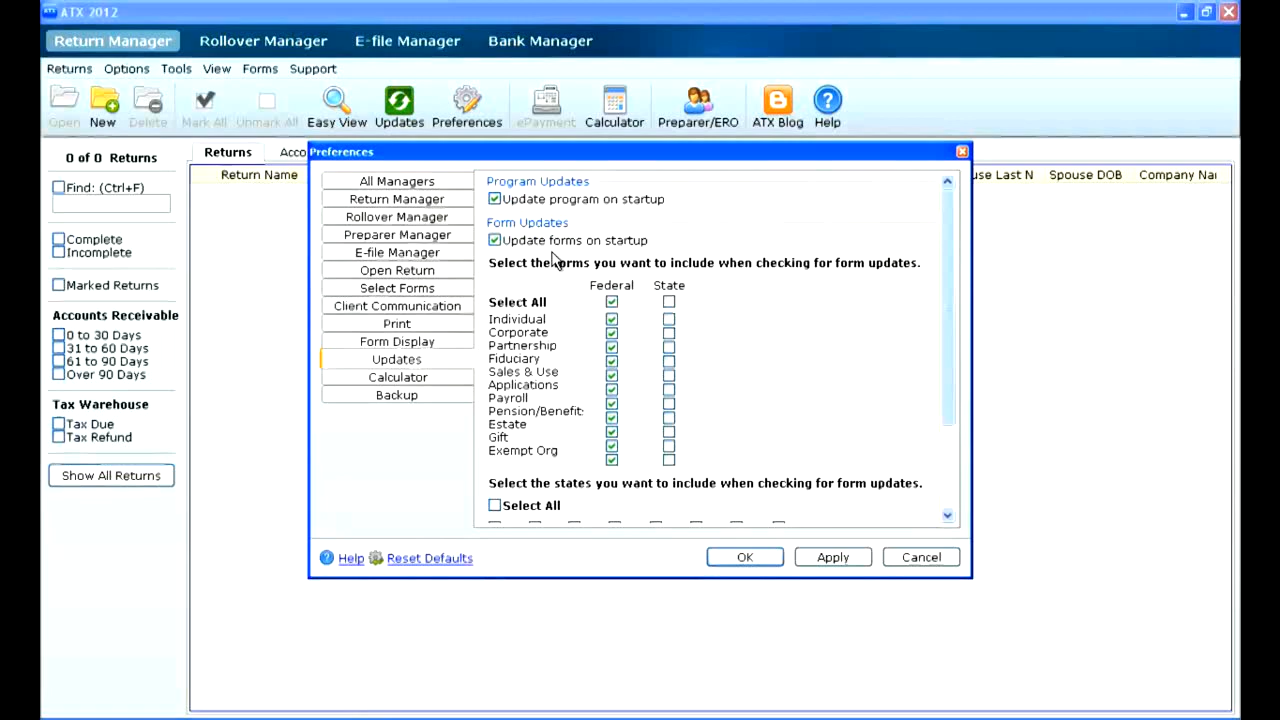 ATX 2012
Return Manager Rollover Manager E-file Manager Bank Manager
Returns Options Tools View Forms Support
Open New Delete Mark All Unmark All Easy View Updates Preferences ePayment Calculator Preparer/ERO ATX Blog Help
0 of 0 Returns
Find: (Ctrl+F)
Complete
Incomplete
Marked Returns
Accounts Receivable
0 to 30 Days
31 to 60 Days
61 to 90 Days
Over 90 Days
Tax Warehouse
Tax Due
Tax Refund
Show All Returns
Returns Acco
Return Name use Last N Spouse DOB Company Nai
Preferences
All Managers
Return Manager
Rollover Manager
Preparer Manager
E-file Manager
Open Return
Select Forms
Client Communication
Print
Form Display
Updates
Calculator
Backup
Program Updates
Update program on startup
Form Updates
Update forms on startup
Select the forms you want to include when checking for form updates.
Federal State
Select All
Individual
Corporate
Partnership
Fiduciary
Sales & Use
Applications
Payroll
Pension/Benefit:
Estate
Gift
Exempt Org
Select the states you want to include when checking for form updates.
Select All
Help Reset Defaults OK Apply Cancel